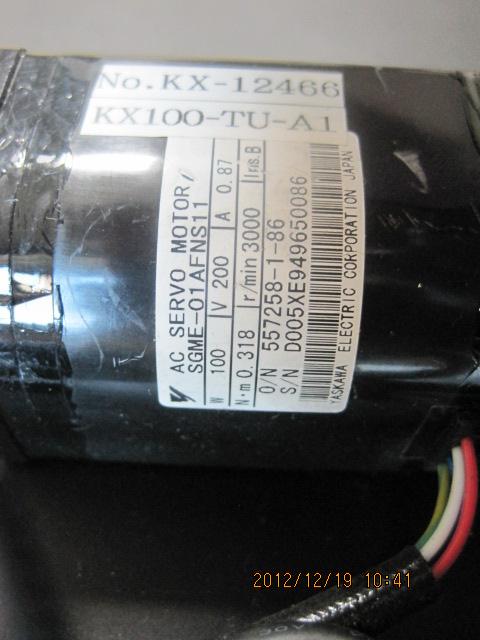 No.KX-12466
KX100-TU-A1
AC SERVO MOTOR
SGME-01AFNS11
W 100 V 200 A 0.87
N·m 0.318 r/min 3000 Ins.B
O/N 557258-1-86
S/N D005XE949650086
YASKAWA ELECTRIC CORPORATION JAPAN
2012/12/19 10:41